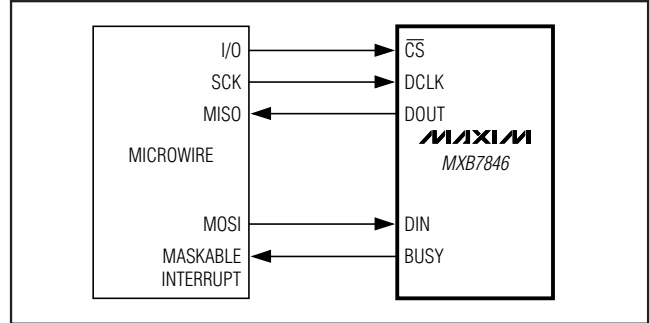 I/O
CS
SCK
DCLK
MISO
DOUT
MAXIM
MICROWIRE
MXB7846
MOSI
DIN
MASKABLE
INTERRUPT
BUSY